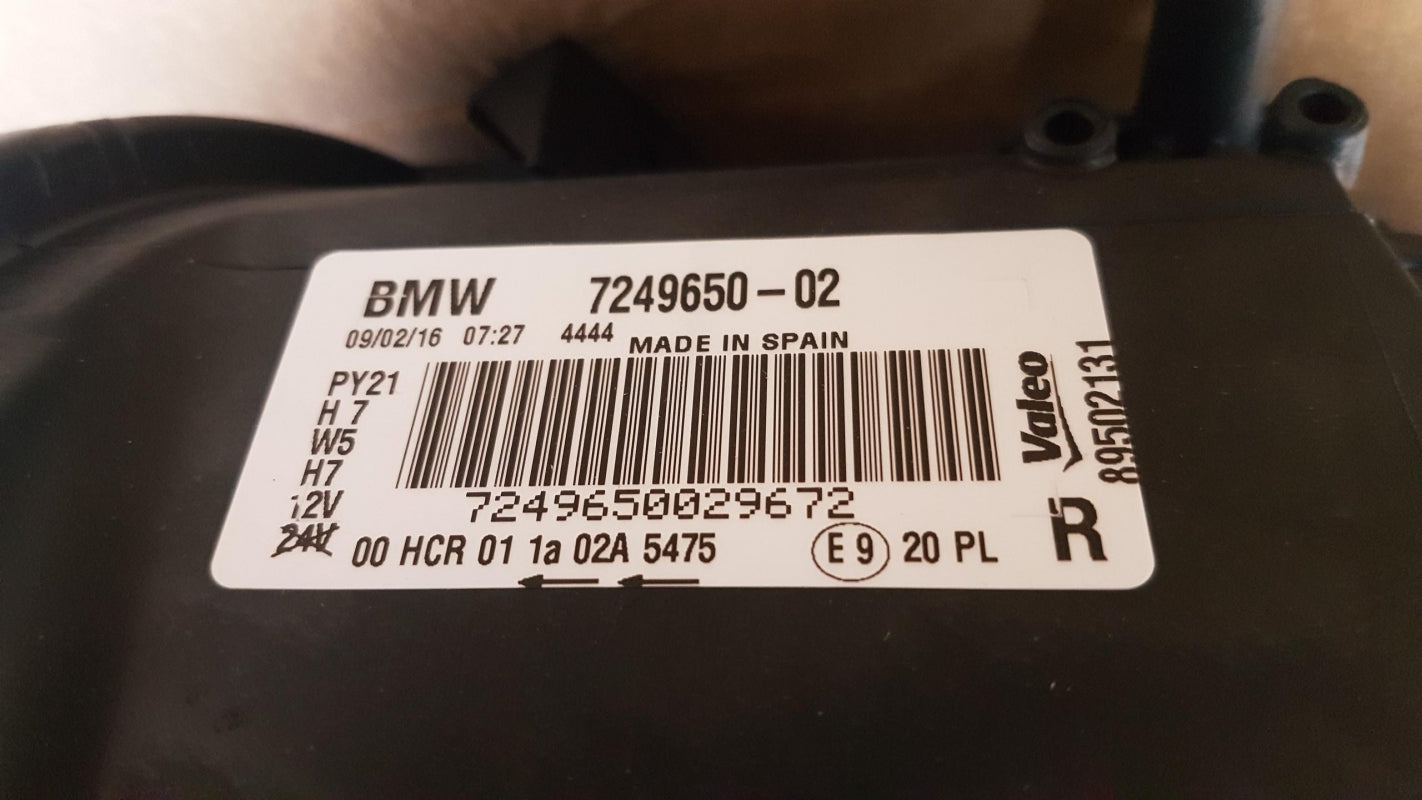 BMW 7249650-02
09/02/16 07:27 4444 MADE IN SPAIN
PY21
H 7
W5
H7
12V
24V
7249650029672
00 HCR 01 1a 02A 5475 E 9 20 PL
Valeo
89502131
R